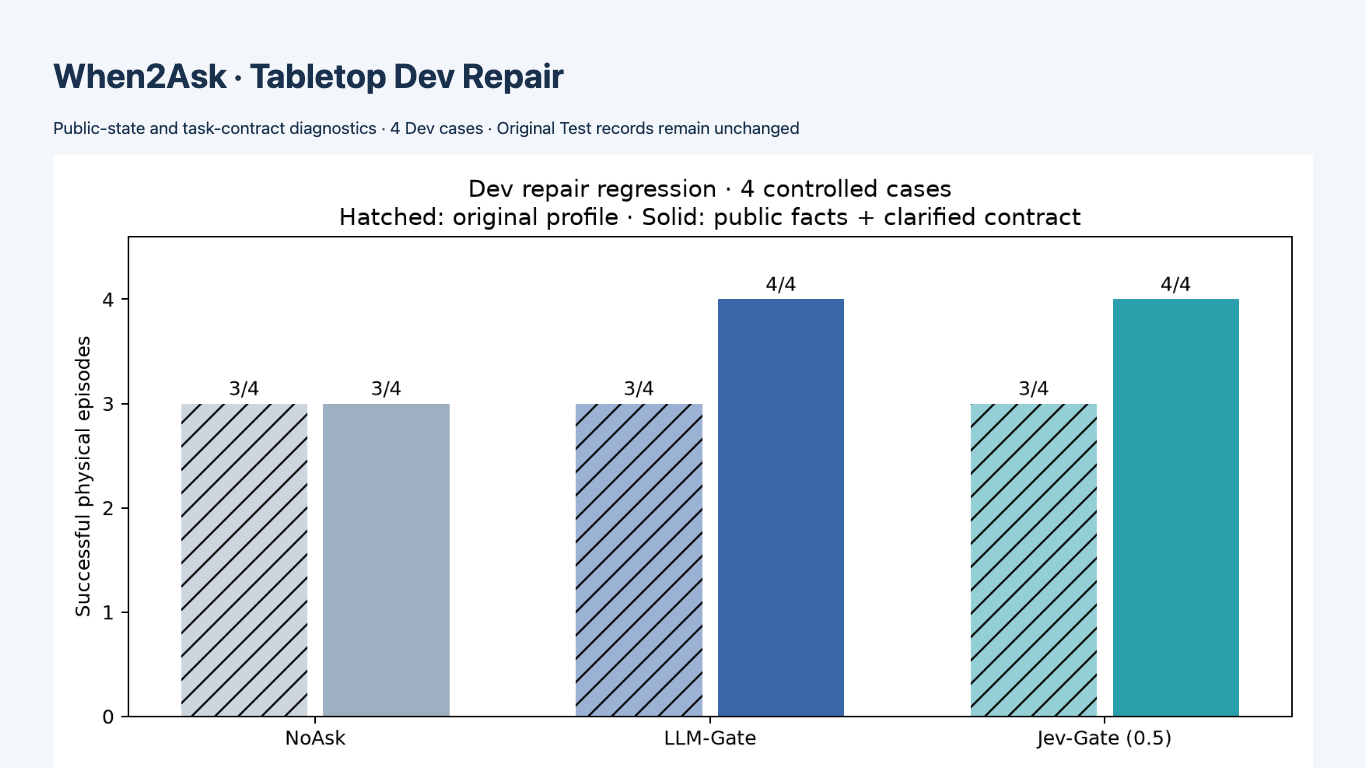 When2Ask · Tabletop Dev Repair
Public-state and task-contract diagnostics · 4 Dev cases · Original Test records remain unchanged
Dev repair regression · 4 controlled cases
Hatched: original profile · Solid: public facts + clarified contract
Successful physical episodes
4
3
2
1
0
3/4
3/4
3/4
4/4
3/4
4/4
NoAsk
LLM-Gate
Jev-Gate (0.5)